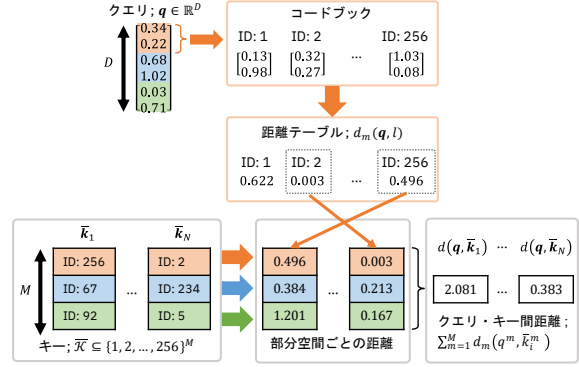 クエリ; 𝒒 ∈ ℝ^D
0.34
0.22
0.68
1.02
0.03
0.71
D
コードブック
ID: 1 ID: 2 ID: 256
[0.13 0.98] [0.32 0.27] … [1.03 0.08]
距離テーブル; d_m(𝒒, l)
ID: 1 ID: 2 ID: 256
0.622 0.003 … 0.496
k̅_1 k̅_N
M
ID: 256 ID: 2
ID: 67 … ID: 234
ID: 92 ID: 5
キー; 𝒦̅ ⊆ {1, 2, …, 256}^M
0.496 0.003
0.384 … 0.213
1.201 0.167
部分空間ごとの距離
d(𝒒, k̅_1) … d(𝒒, k̅_N)
2.081 … 0.383
クエリ・キー間距離 ;
∑_{m=1}^{M} d_m(q^m, k̅_i^m)